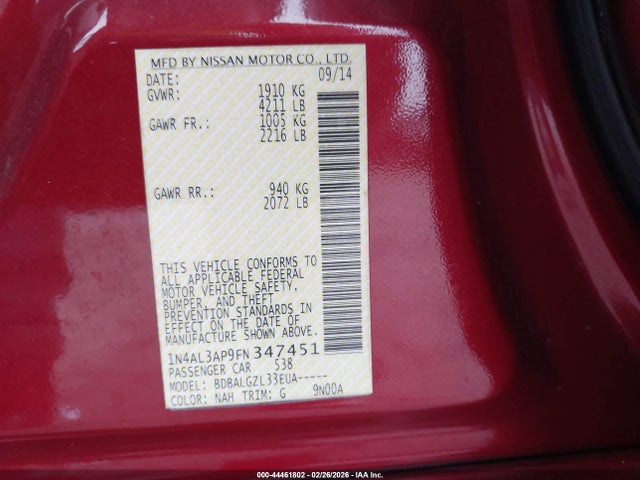 MFD BY NISSAN MOTOR CO., LTD.
DATE: 09/14
GVWR: 1910 KG
4211 LB
GAWR FR.: 1005 KG
2216 LB
GAWR RR.: 940 KG
2072 LB
THIS VEHICLE CONFORMS TO
ALL APPLICABLE FEDERAL
MOTOR VEHICLE SAFETY,
BUMPER, AND THEFT
PREVENTION STANDARDS IN
EFFECT ON THE DATE OF
MANUFACTURE SHOWN ABOVE.
1N4AL3AP9FN347451
PASSENGER CAR 538
MODEL: BDBALGZL33EUA-----
COLOR: NAH TRIM: G 9N00A
000-44461802 - 02/26/2026 - IAA Inc.